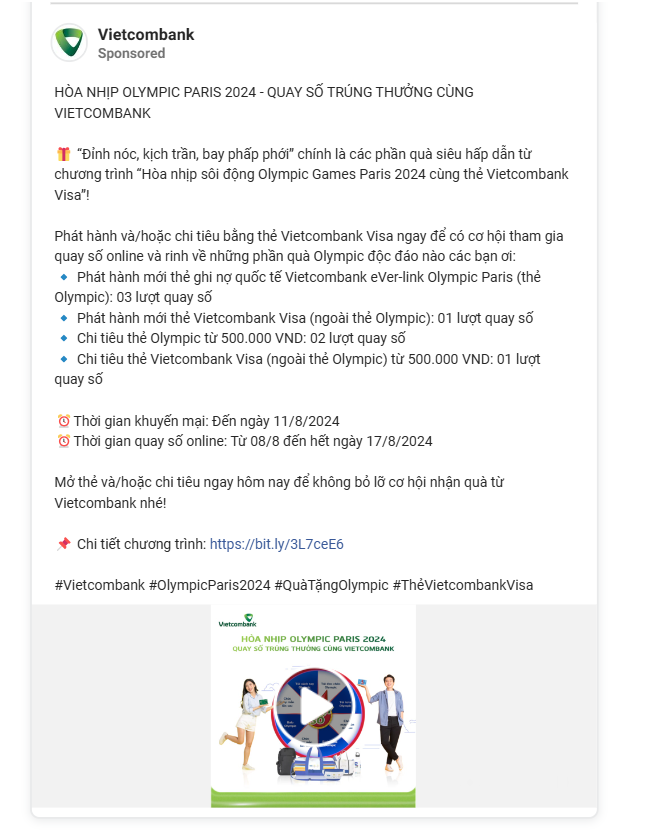 Vietcombank
Sponsored
HÒA NHỊP OLYMPIC PARIS 2024 - QUAY SỐ TRÚNG THƯỞNG CÙNG
VIETCOMBANK
🎁 “Đỉnh nóc, kịch trần, bay phấp phới” chính là các phần quà siêu hấp dẫn từ
chương trình “Hòa nhịp sôi động Olympic Games Paris 2024 cùng thẻ Vietcombank
Visa”!
Phát hành và/hoặc chi tiêu bằng thẻ Vietcombank Visa ngay để có cơ hội tham gia
quay số online và rinh về những phần quà Olympic độc đáo nào các bạn ơi:
🔹 Phát hành mới thẻ ghi nợ quốc tế Vietcombank eVer-link Olympic Paris (thẻ
Olympic): 03 lượt quay số
🔹 Phát hành mới thẻ Vietcombank Visa (ngoài thẻ Olympic): 01 lượt quay số
🔹 Chi tiêu thẻ Olympic từ 500.000 VND: 02 lượt quay số
🔹 Chi tiêu thẻ Vietcombank Visa (ngoài thẻ Olympic) từ 500.000 VND: 01 lượt
quay số
⏰Thời gian khuyến mại: Đến ngày 11/8/2024
⏰Thời gian quay số online: Từ 08/8 đến hết ngày 17/8/2024
Mở thẻ và/hoặc chi tiêu ngay hôm nay để không bỏ lỡ cơ hội nhận quà từ
Vietcombank nhé!
📌 Chi tiết chương trình: https://bit.ly/3L7ceE6
#Vietcombank #OlympicParis2024 #QuàTặngOlympic #ThẻVietcombankVisa
Vietcombank
HÒA NHỊP OLYMPIC PARIS 2024
QUAY SỐ TRÚNG THƯỞNG CÙNG VIETCOMBANK